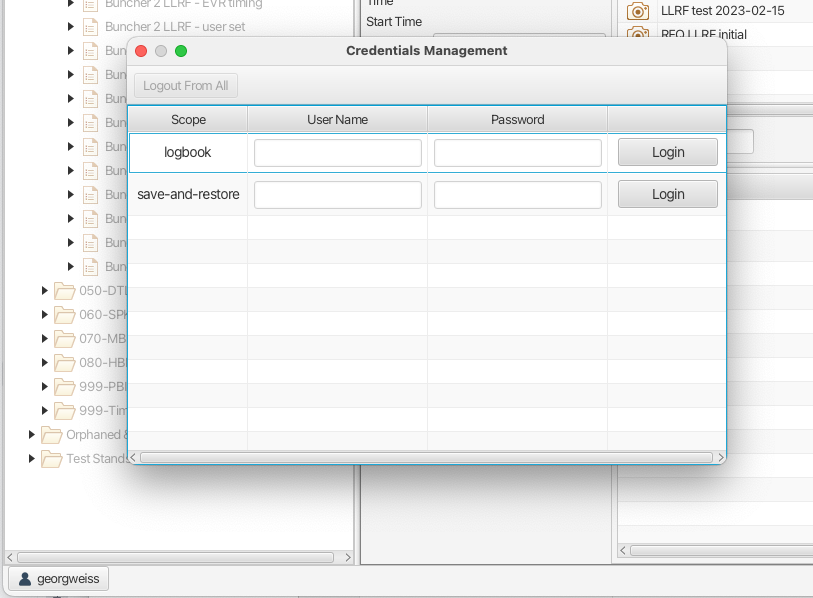 Buncher 2 LLRF - EVR timing
Time
LLRF test 2023-02-15
Buncher 2 LLRF - user set
Start Time
RFQ LLRF initial
Credentials Management
Bun
Logout From All
Bun
Bun
Scope User Name Password
Bun
Bun
logbook Login
Bun
Bun
save-and-restore Login
Bun
Bun
Bun
050-DTL
060-SPK
070-MB
080-HB
999-PB
999-Tim
Orphaned &
Test Stands
georgweiss